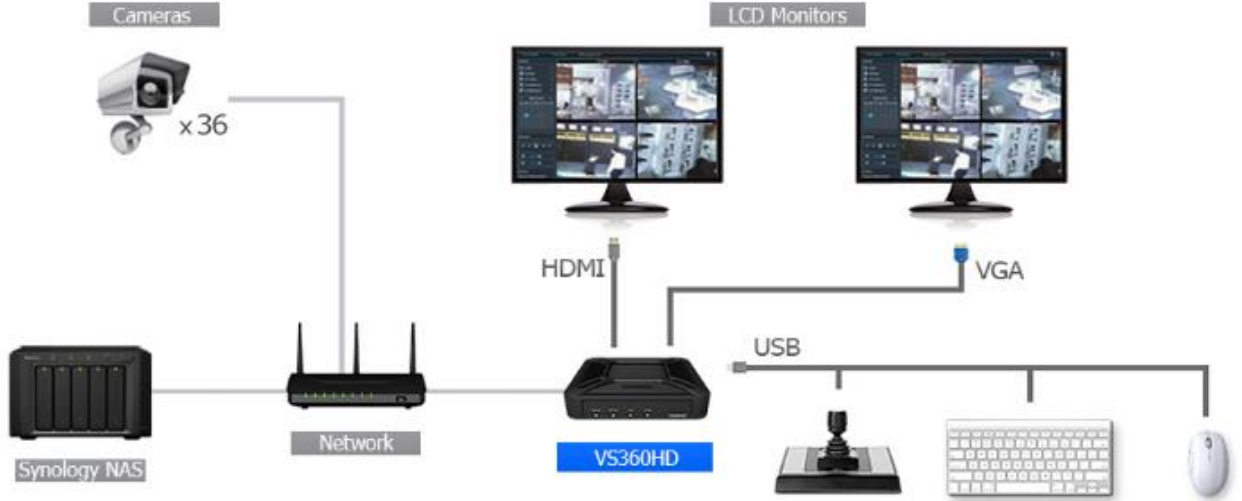 Cameras
LCD Monitors
x36
HDMI
VGA
USB
Network
VS360HD
Synology NAS